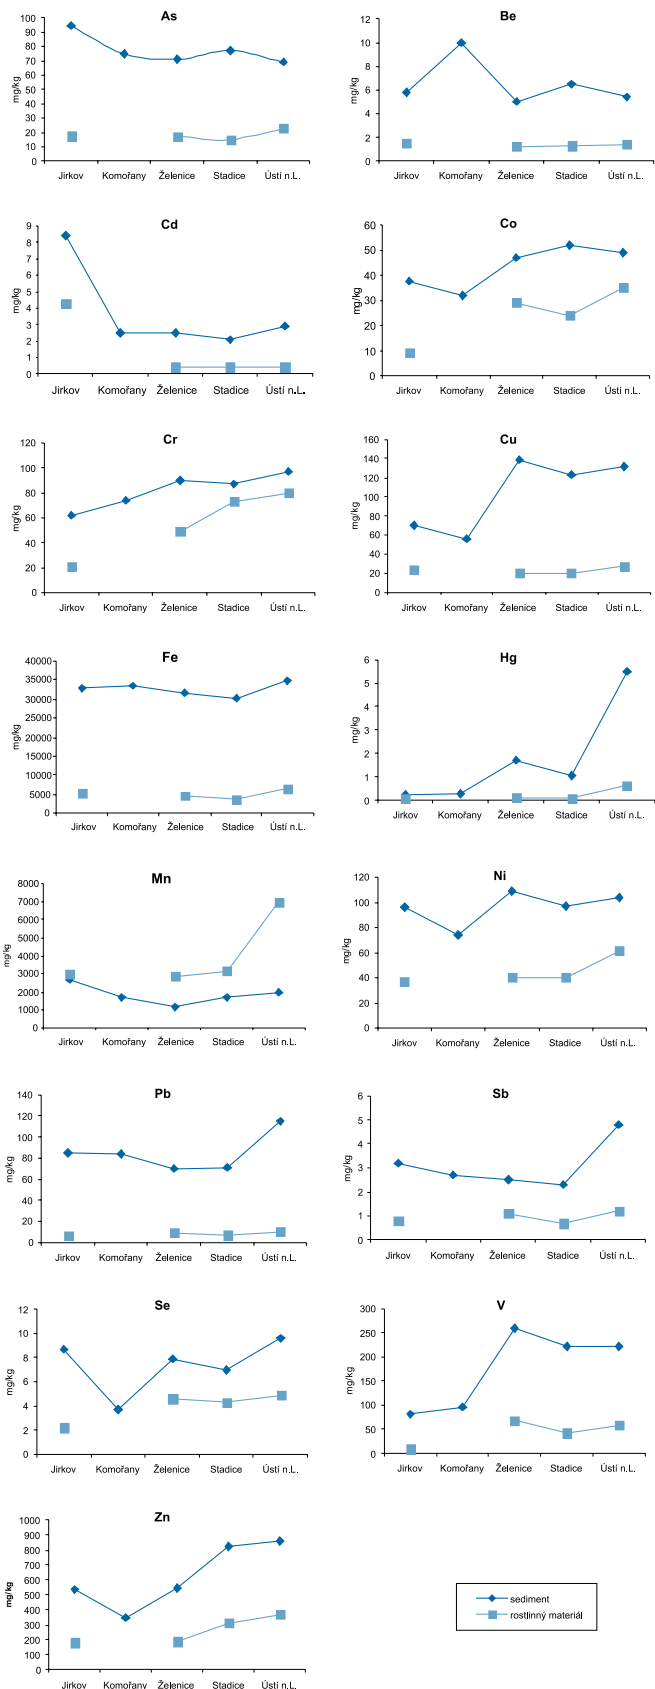 As
100
90
80
70
60
50
40
30
20
10
0
mg/kg
Jirkov Komořany Želenice Stadice Ústí n.L.
Be
12
10
8
6
4
2
0
mg/kg
Jirkov Komořany Želenice Stadice Ústí n.L.
Cd
9
8
7
6
5
4
3
2
1
0
mg/kg
Jirkov Komořany Želenice Stadice Ústí n.L.
Co
60
50
40
30
20
10
0
mg/kg
Jirkov Komořany Želenice Stadice Ústí n.L.
Cr
120
100
80
60
40
20
0
mg/kg
Jirkov Komořany Želenice Stadice Ústí n.L.
Cu
160
140
120
100
80
60
40
20
0
mg/kg
Jirkov Komořany Želenice Stadice Ústí n.L.
Fe
40000
35000
30000
25000
20000
15000
10000
5000
0
mg/kg
Jirkov Komořany Želenice Stadice Ústí n.L.
Hg
6
5
4
3
2
1
0
mg/kg
Jirkov Komořany Želenice Stadice Ústí n.L.
Mn
8000
7000
6000
5000
4000
3000
2000
1000
0
mg/kg
Jirkov Komořany Želenice Stadice Ústí n.L.
Ni
120
100
80
60
40
20
0
mg/kg
Jirkov Komořany Želenice Stadice Ústí n.L.
Pb
140
120
100
80
60
40
20
0
mg/kg
Jirkov Komořany Želenice Stadice Ústí n.L.
Sb
6
5
4
3
2
1
0
mg/kg
Jirkov Komořany Želenice Stadice Ústí n.L.
Se
12
10
8
6
4
2
0
mg/kg
Jirkov Komořany Želenice Stadice Ústí n.L.
V
300
250
200
150
100
50
0
mg/kg
Jirkov Komořany Želenice Stadice Ústí n.L.
Zn
1000
900
800
700
600
500
400
300
200
100
0
mg/kg
Jirkov Komořany Želenice Stadice Ústí n.L.
sediment
rostlinný materiál